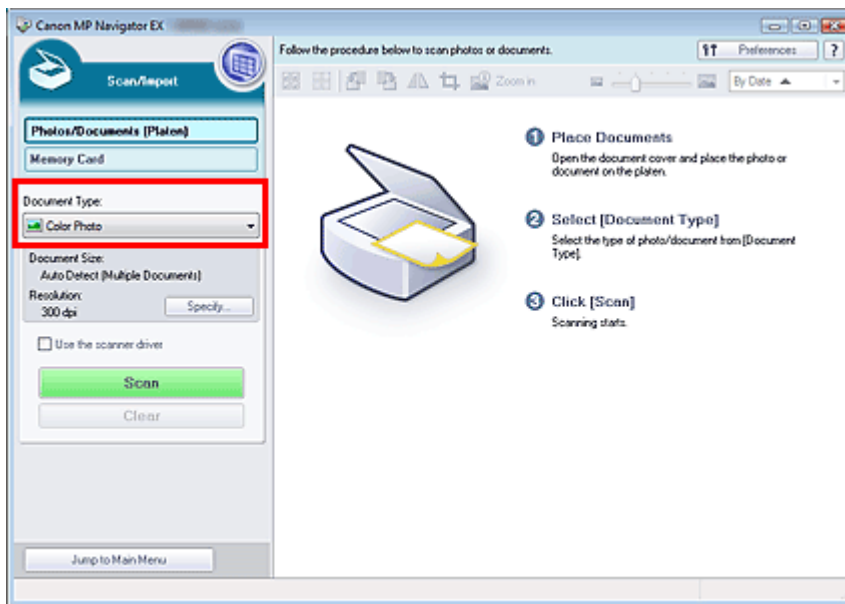 Canon MP Navigator EX
Scan/Import
Photos/Documents (Platen)
Memory Card
Document Type:
Color Photo
Document Size:
Auto Detect (Multiple Documents)
Resolution:
300 dpi
Specify...
Use the scanner driver
Scan
Clear
Jump to Main Menu
Follow the procedure below to scan photos or documents.
Preferences
?
Zoom in
By Date
1 Place Documents
Open the document cover and place the photo or
document on the platen.
2 Select [Document Type]
Select the type of photo/document from [Document
Type].
3 Click [Scan]
Scanning starts.